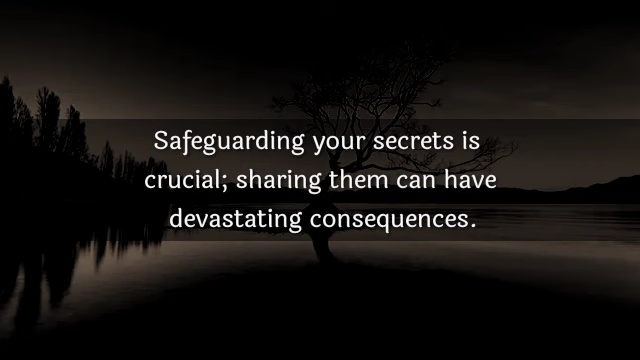 Safeguarding your secrets is
crucial; sharing them can have
devastating consequences.